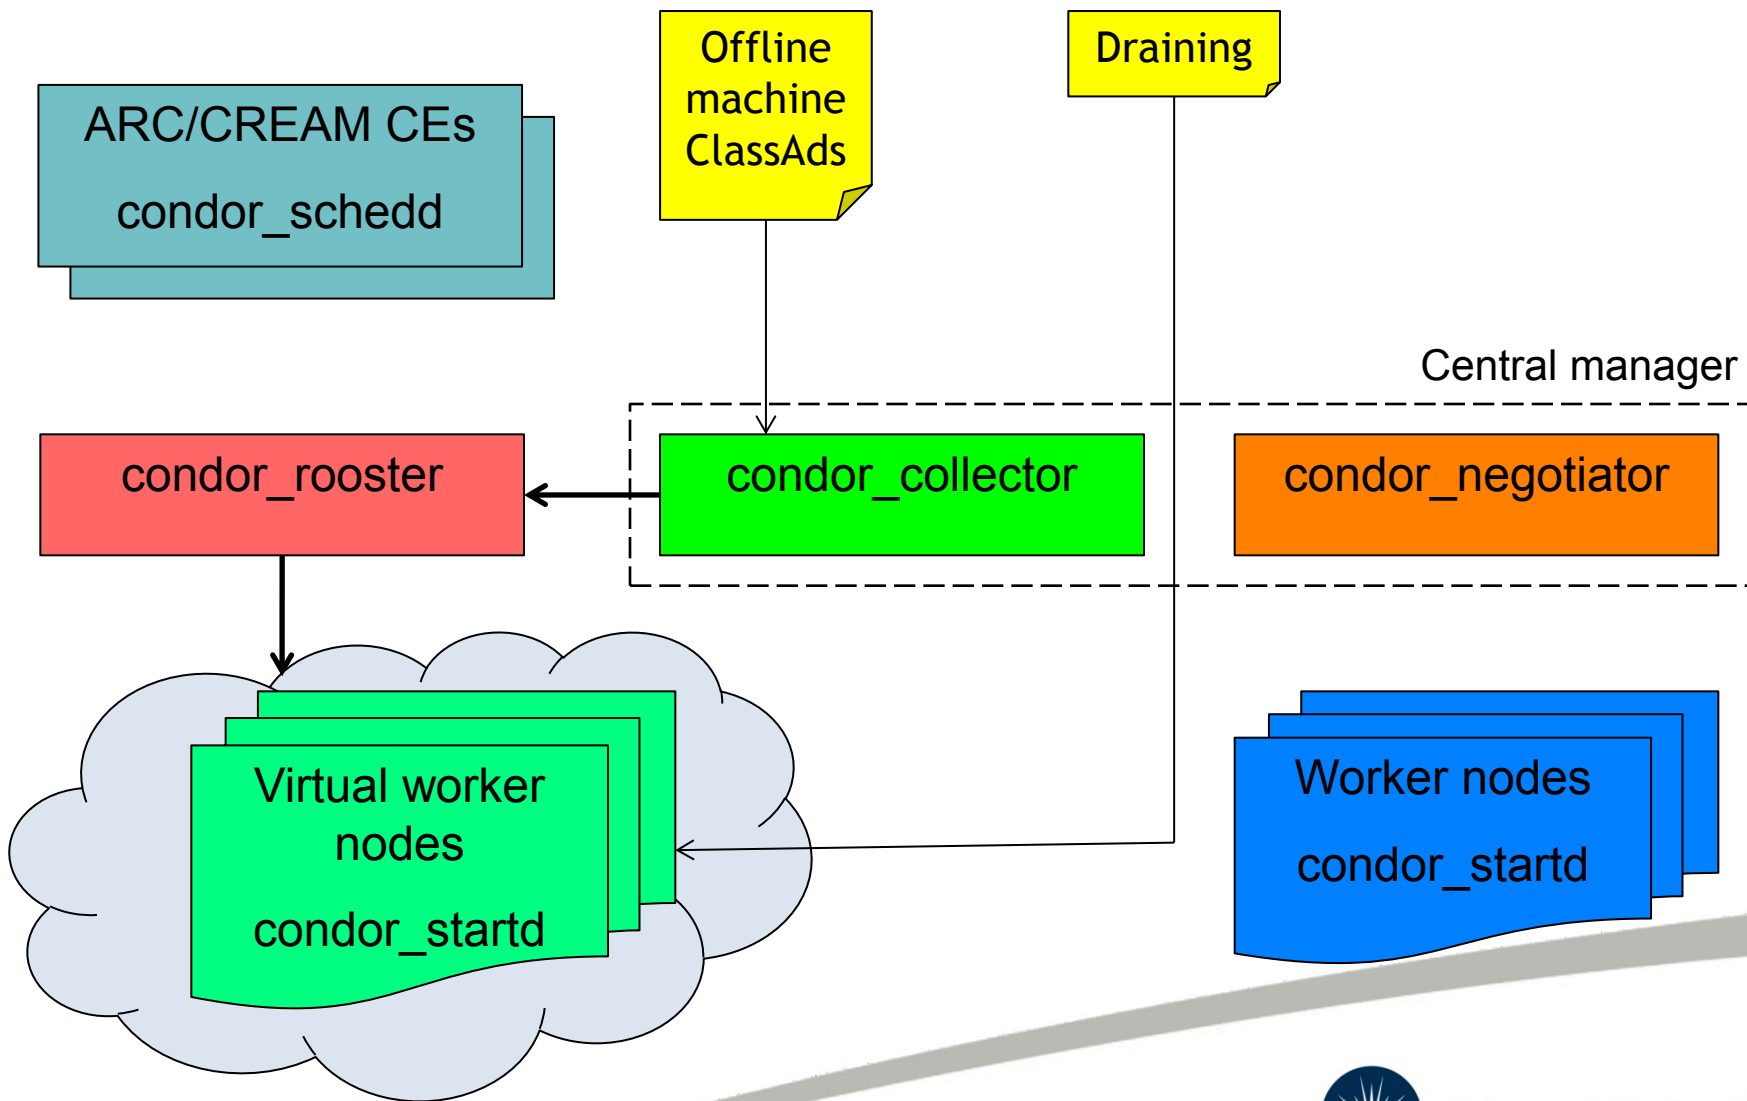 Offline
machine
ClassAds
Draining
ARC/CREAM CEs
condor_schedd
Central manager
condor_rooster
condor_collector
condor_negotiator
Virtual worker
nodes
condor_startd
Worker nodes
condor_startd